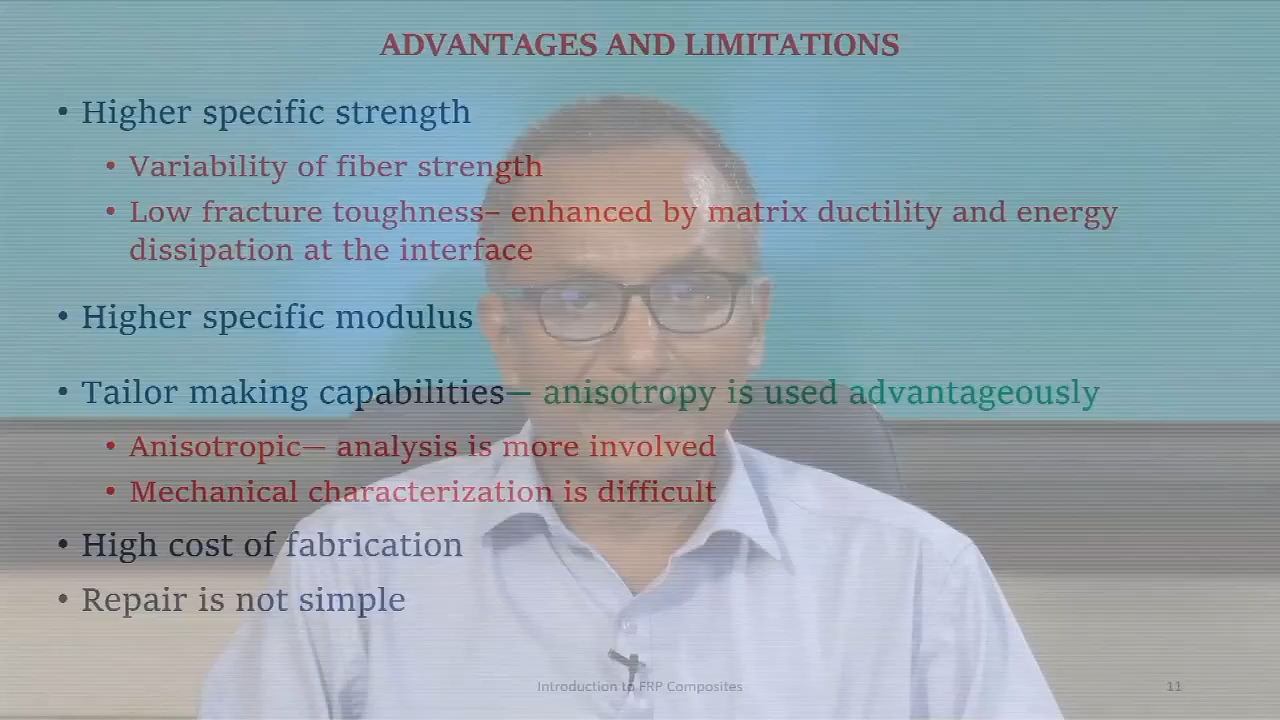 ADVANTAGES AND LIMITATIONS
• Higher specific strength
• Variability of fiber strength
• Low fracture toughness– enhanced by matrix ductility and energy
dissipation at the interface
• Higher specific modulus
• Tailor making capabilities— anisotropy is used advantageously
• Anisotropic— analysis is more involved
• Mechanical characterization is difficult
• High cost of fabrication
• Repair is not simple
Introduction to FRP Composites
11